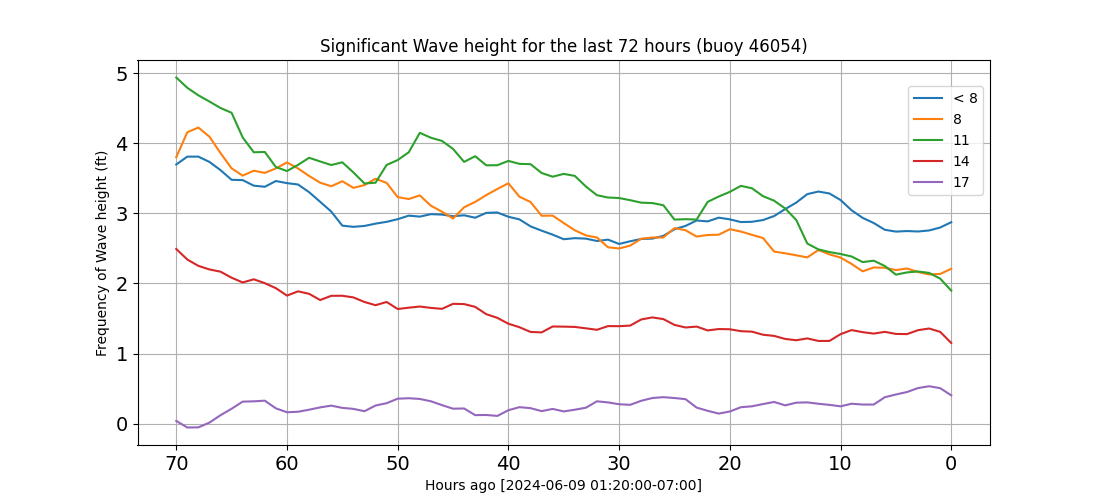 Significant Wave height for the last 72 hours (buoy 46054)
Frequency of Wave height (ft)
5
4
3
2
1
0
< 8
8
11
14
17
70 60 50 40 30 20 10 0
Hours ago [2024-06-09 01:20:00-07:00]